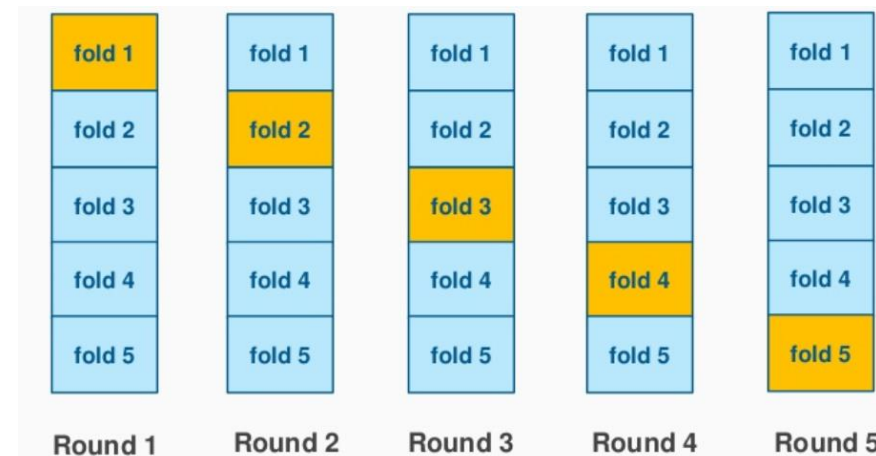 fold 1 fold 1 fold 1 fold 1 fold 1
fold 2 fold 2 fold 2 fold 2 fold 2
fold 3 fold 3 fold 3 fold 3 fold 3
fold 4 fold 4 fold 4 fold 4 fold 4
fold 5 fold 5 fold 5 fold 5 fold 5
Round 1 Round 2 Round 3 Round 4 Round 5